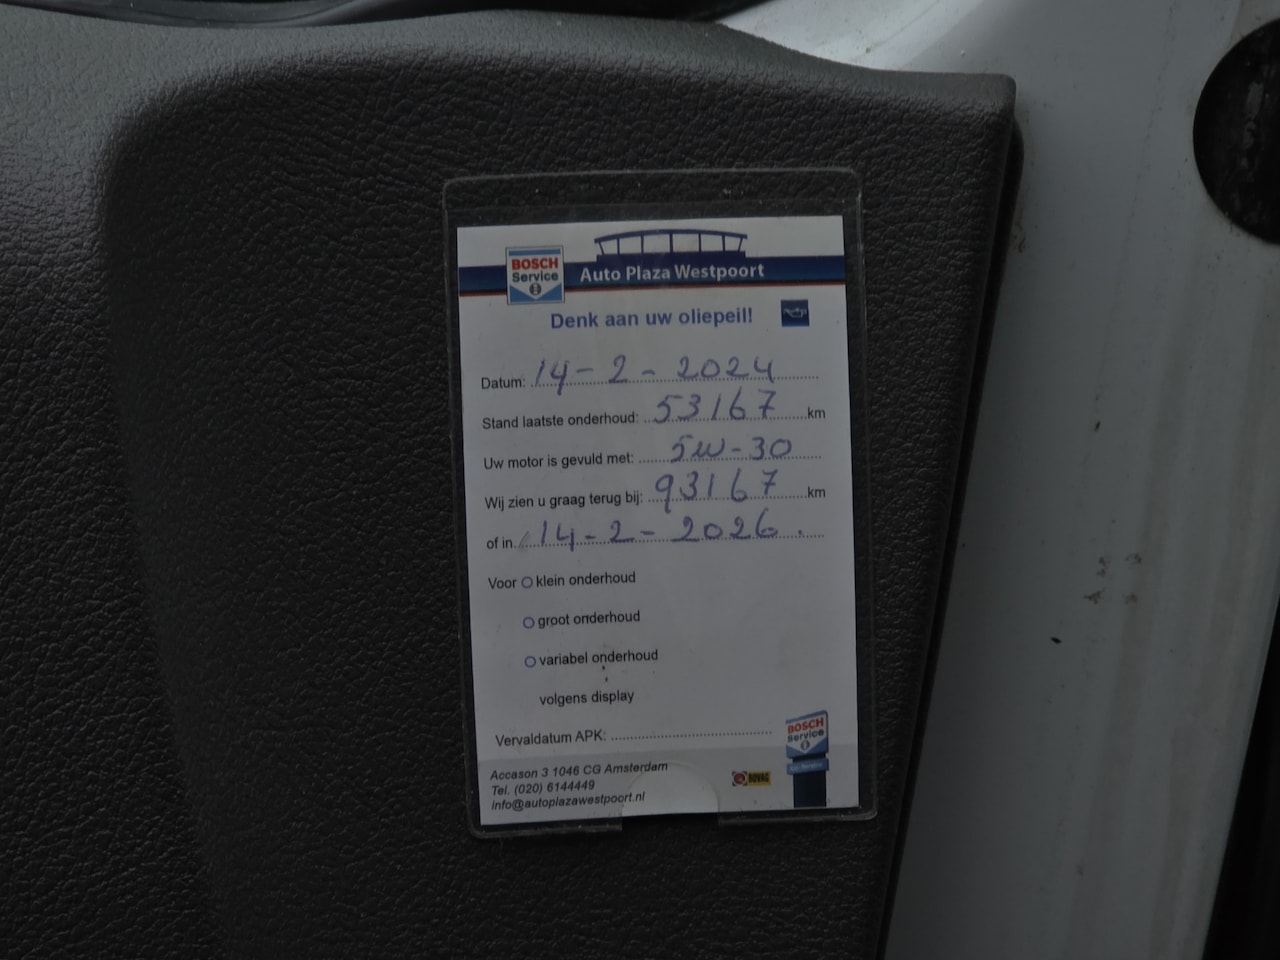 BOSCH
Service
Auto Plaza Westpoort
Denk aan uw oliepeil!
Datum: 14-2-2024
Stand laatste onderhoud: 53167 km
Uw motor is gevuld met: 5W-30
Wij zien u graag terug bij: 93167 km
of in 14-2-2026.
Voor klein onderhoud
groot onderhoud
variabel onderhoud
volgens display
Vervaldatum APK:
BOSCH
Service
Accason 3 1046 CG Amsterdam
Tel. (020) 6144449
info@autoplazawestpoort.nl
BOVAG